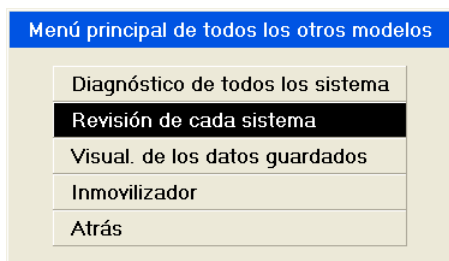 Menú principal de todos los otros modelos
Diagnóstico de todos los sistema
Revisión de cada sistema
Visual. de los datos guardados
Inmovilizador
Atrás